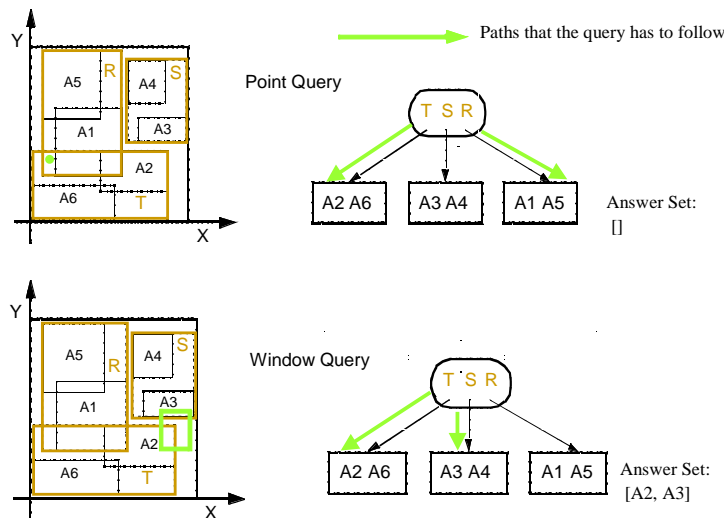 Y
Paths that the query has to follow
A5
R
A4
S
Point Query
T S R
A1
A3
A2
A6
T
X
A2 A6
A3 A4
A1 A5
Answer Set:
[]
Y
A5
R
A4
S
Window Query
T S R
A1
A3
A2
A6
T
X
A2 A6
A3 A4
A1 A5
Answer Set:
[A2, A3]